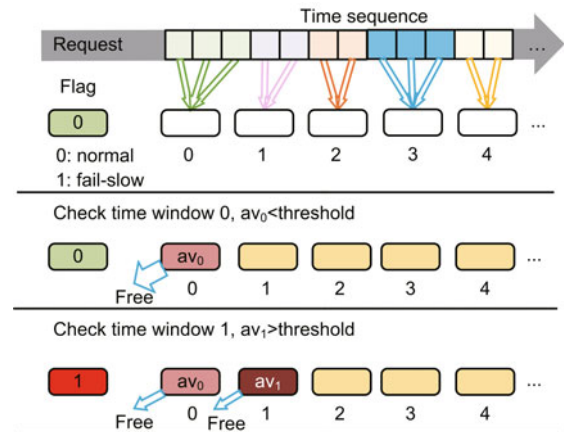 Time sequence
Request ...
Flag
0 ...
0: normal 0 1 2 3 4
1: fail-slow
Check time window 0, av₀<threshold
0 av₀ ...
Free 0 1 2 3 4
Check time window 1, av₁>threshold
1 av₀ av₁ ...
Free 0 Free 1 2 3 4